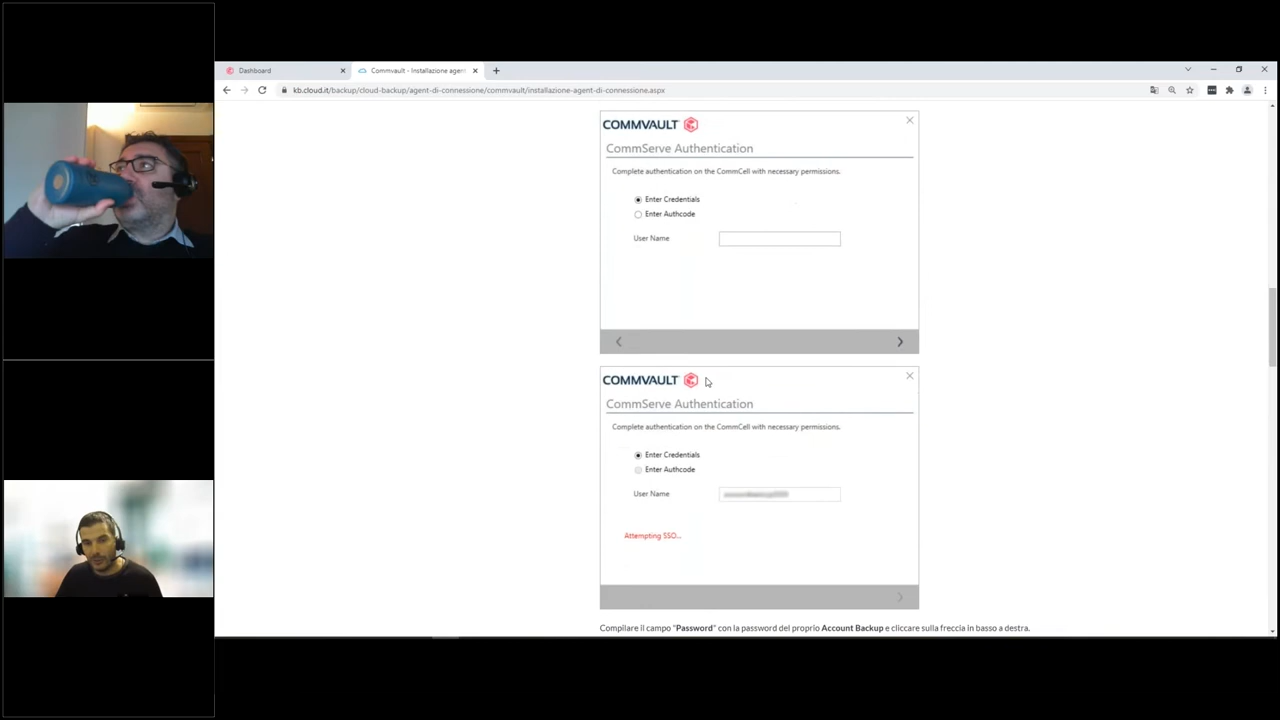 Dashboard
Commvault - Installazione agen
kb.cloud.it/backup/cloud-backup/agent-di-connessione/commvault/installazione-agent-di-connessione.aspx
COMMVAULT
CommServe Authentication
Complete authentication on the CommCell with necessary permissions.
Enter Credentials
Enter Authcode
User Name
COMMVAULT
CommServe Authentication
Complete authentication on the CommCell with necessary permissions.
Enter Credentials
Enter Authcode
User Name
Attempting SSO...
Compilare il campo "Password" con la password del proprio Account Backup e cliccare sulla freccia in basso a destra.